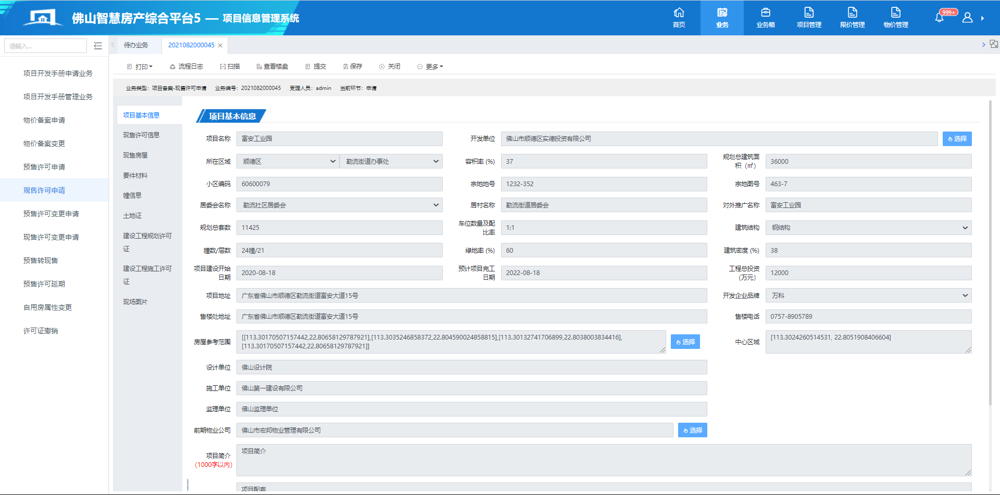 佛山智慧房产综合平台5 — 项目信息管理系统
首页
业务
业务箱
项目管理
限价管理
物价管理
999+
请输入...
待办业务
2021082000045
项目开发手册申请业务
项目开发手册管理业务
物价备案申请
物价备案变更
预售许可申请
现售许可申请
预售许可变更申请
现售许可变更申请
预售转现售
预售许可延期
自用房属性变更
许可证撤销
打印
流程日志
扫描
查看楼盘
提交
保存
关闭
更多
业务类型：项目备案-现售许可申请 业务编号：2021082000045 受理人员：admin 当前环节：申请
项目基本信息
现售许可信息
现售房屋
要件材料
幢信息
土地证
建设工程规划许可
证
建设工程施工许可
证
现场图片
项目基本信息
项目名称 富安工业园
开发单位 佛山市顺德区实德投资有限公司
选择
所在区域 顺德区 勒流街道办事处
容积率 (%) 37
规划总建筑面
积（㎡） 36000
小区编码 60600079
宗地地号 1232-352
宗地图号 463-7
居委会名称 勒流社区居委会
居村名称 勒流街道居委会
对外推广名称 富安工业园
规划总套数 11425
车位数量及配
比率 1:1
建筑结构 钢结构
幢数/层数 24幢/21
绿地率 (%) 60
建筑密度 (%) 38
项目建设开始
日期 2020-08-18
预计项目完工
日期 2022-08-18
工程总投资
(万元) 12000
项目地址 广东省佛山市顺德区勒流街道富安大道15号
开发企业品牌 万科
售楼处地址 广东省佛山市顺德区勒流街道富安大道15号
售楼电话 0757-8905789
房屋参考范围 [[113.30170507157442,22.80658129787921],[113.3035246858372,22.804590024858815],[113.30132741706899,22.8038003834416],
[113.30170507157442,22.80658129787921]]
选择
中心区域 [113.3024260514531, 22.8051908406604]
设计单位 佛山设计院
施工单位 佛山第一建设有限公司
监理单位 佛山监理单位
前期物业公司 佛山市宏邦物业管理有限公司
选择
项目简介
(1000字以内)
项目简介
项目配套